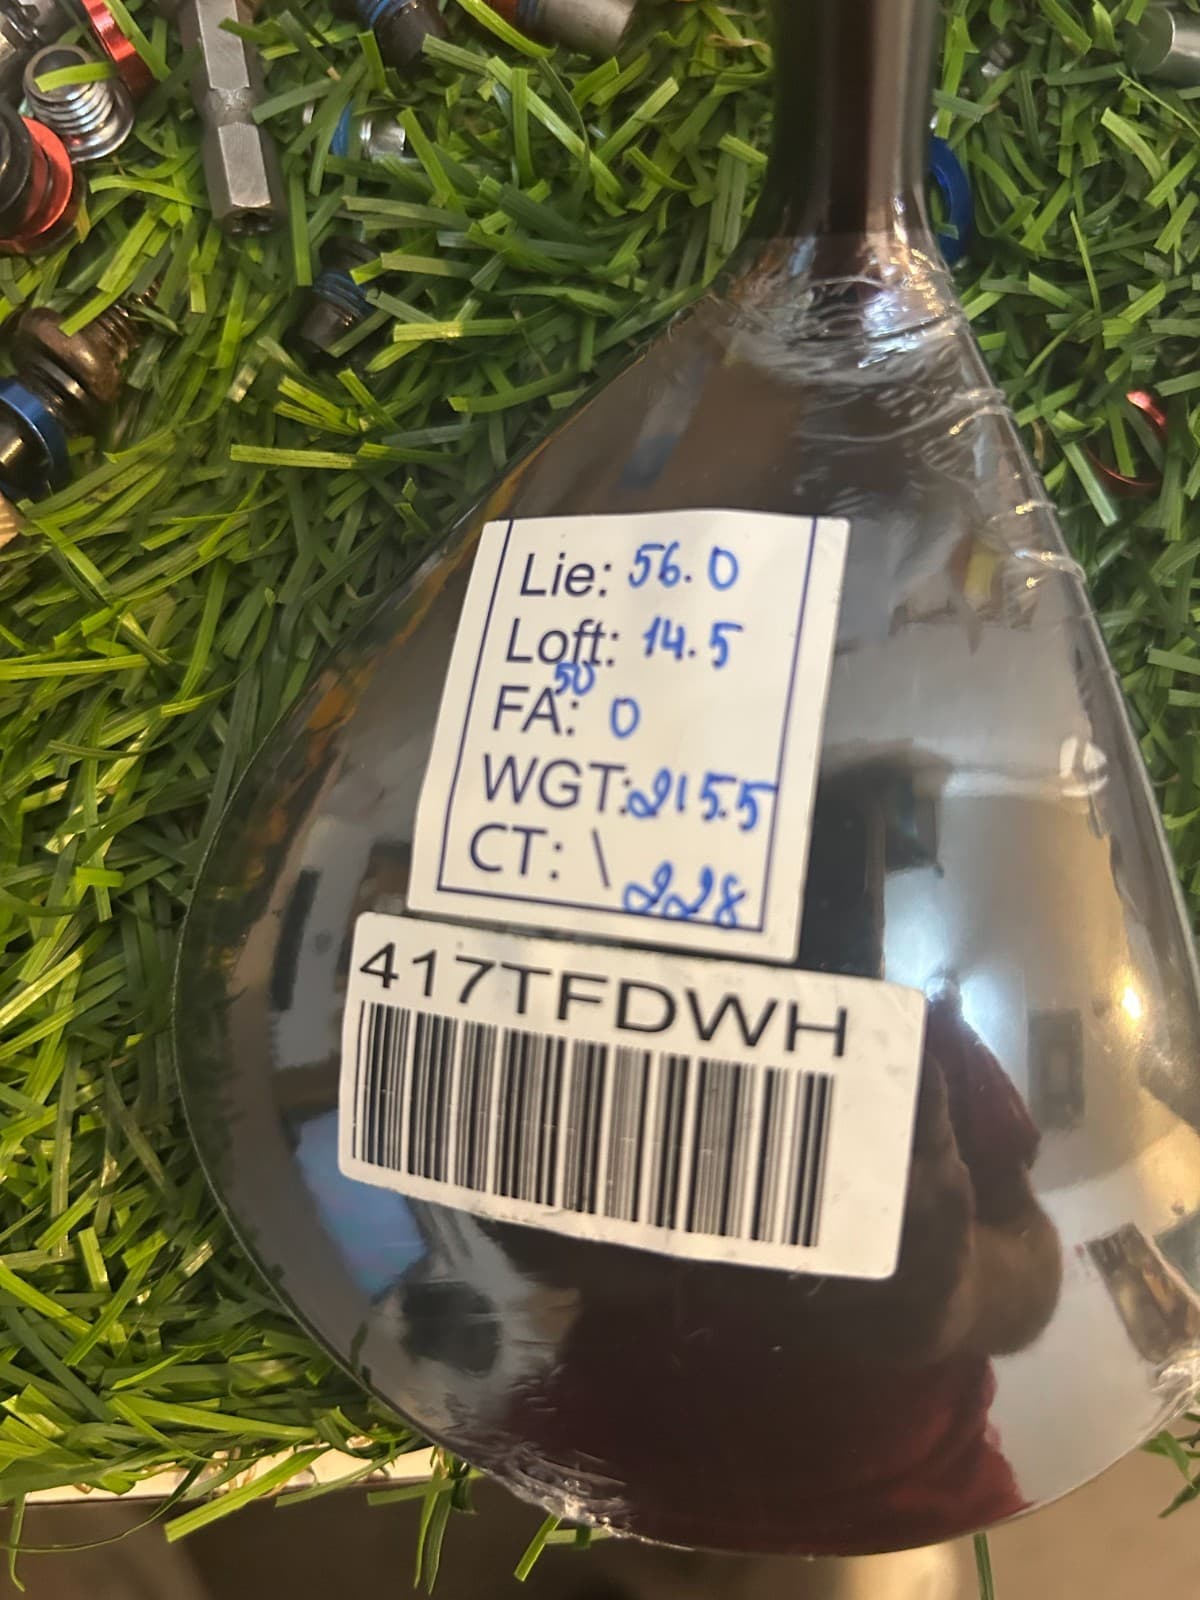 Lie: 56.0
Loft: 14.5
50
FA: 0
WGT: 215.5
CT: \ 228
417TFDWH